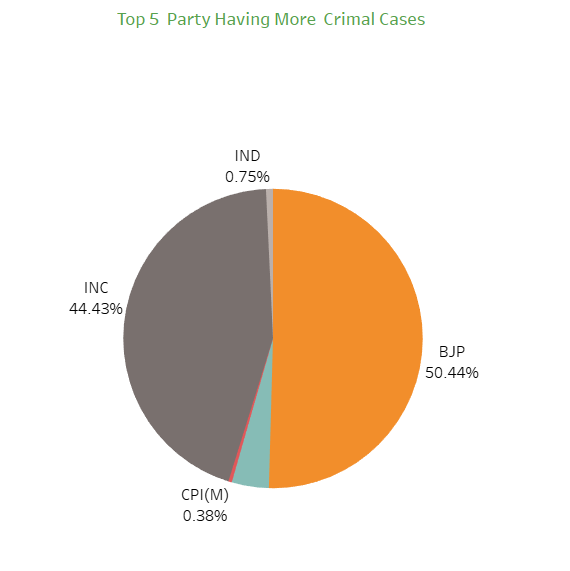 Top 5 Party Having More Crimal Cases
IND
0.75%
INC
44.43%
BJP
50.44%
CPI(M)
0.38%